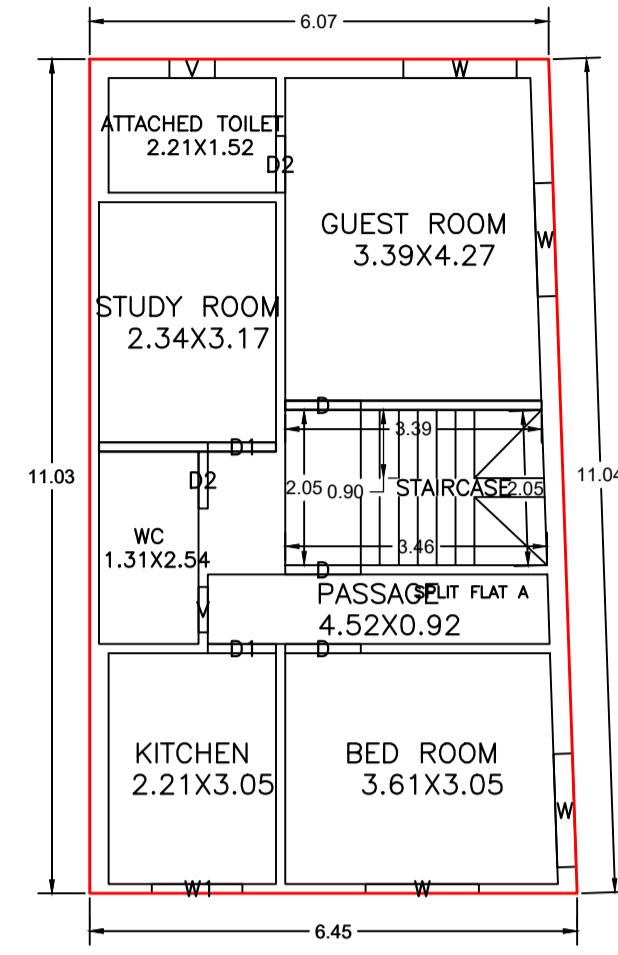 6.07
V
W
ATTACHED TOILET
2.21X1.52
D2
GUEST ROOM
3.39X4.27
W
STUDY ROOM
2.34X3.17
D
3.39
D1
11.03
11.04
D2
2.05
0.90
STAIRCASE
2.05
WC
1.31X2.54
3.46
D
PASSAGE
SPLIT FLAT A
4.52X0.92
V
D1
D
KITCHEN
2.21X3.05
BED ROOM
3.61X3.05
W
W1
W
6.45